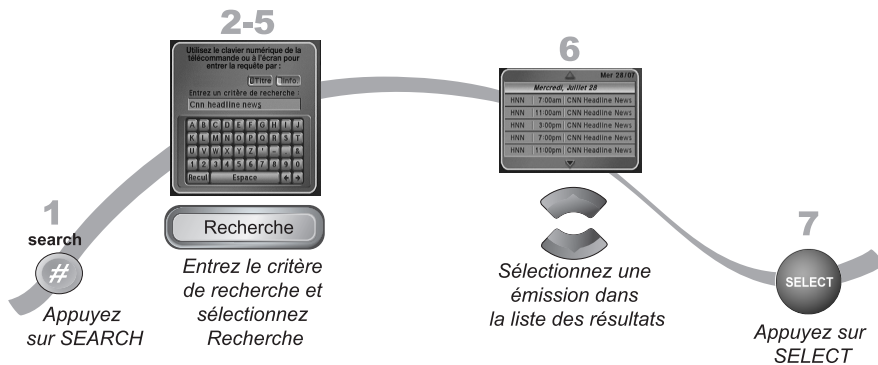 1
search
#
Appuyez
sur SEARCH
2-5
Utilisez le clavier numérique de la
télécommande ou à l'écran pour
entrer la requête par :
Titre Info.
Entrez un critère de recherche :
Cnn headline news
A B C D E F G H I J
K L M N O P Q R S T
U V W X Y Z ' - . &
1 2 3 4 5 6 7 8 9 0
Recul Espace ← →
Recherche
Entrez le critère
de recherche et
sélectionnez
Recherche
6
Mer 28/07
Mercredi, Juillet 28
HNN 7:00am CNN Headline News
HNN 11:00am CNN Headline News
HNN 3:00pm CNN Headline News
HNN 7:00pm CNN Headline News
HNN 11:00pm CNN Headline News
Sélectionnez une
émission dans
la liste des résultats
7
SELECT
Appuyez sur
SELECT